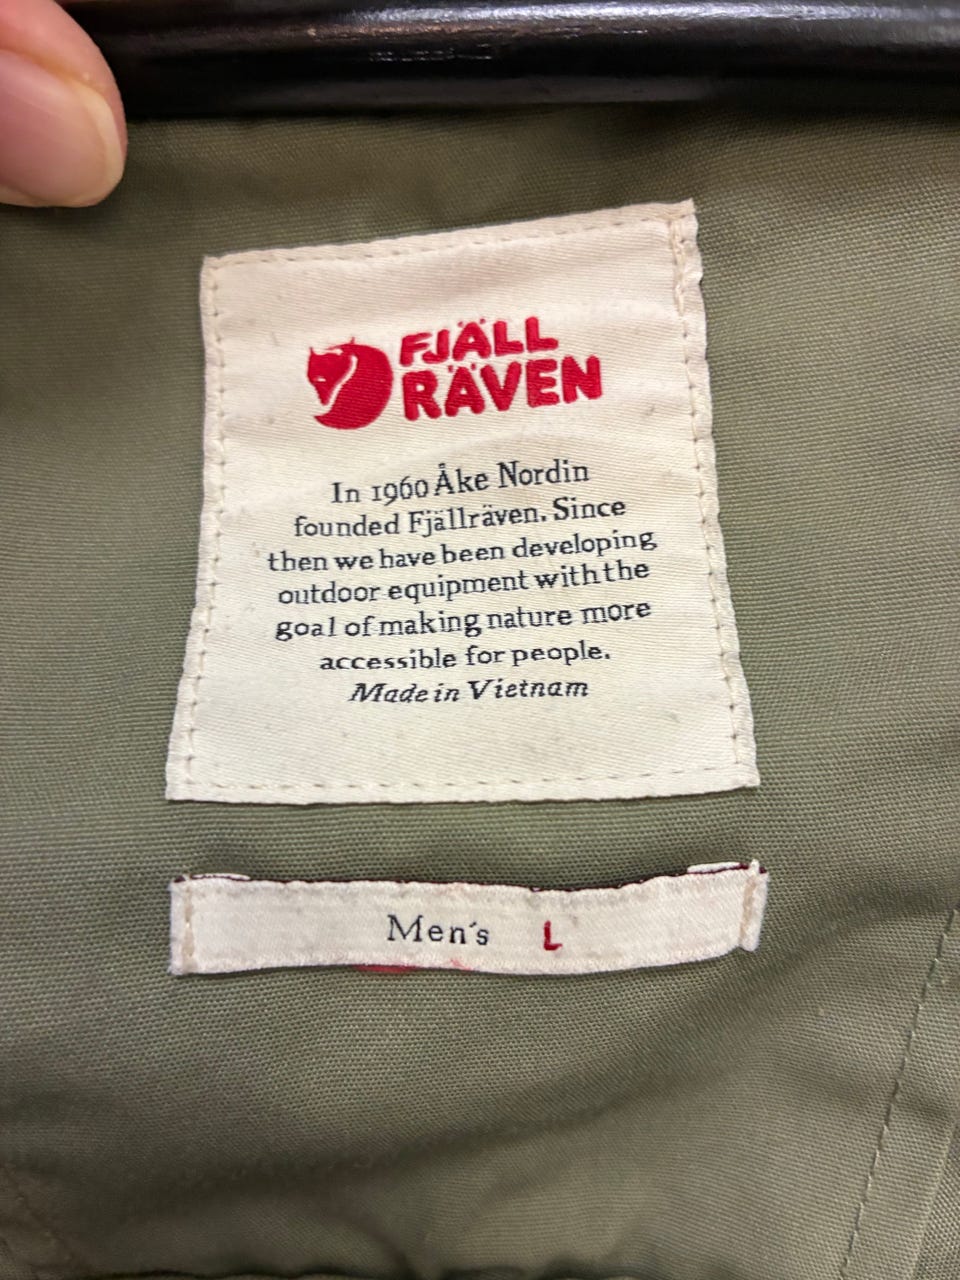 FJÄLL
RÄVEN
In 1960 Åke Nordin
founded Fjällräven. Since
then we have been developing
outdoor equipment with the
goal of making nature more
accessible for people.
Made in Vietnam
Men's L